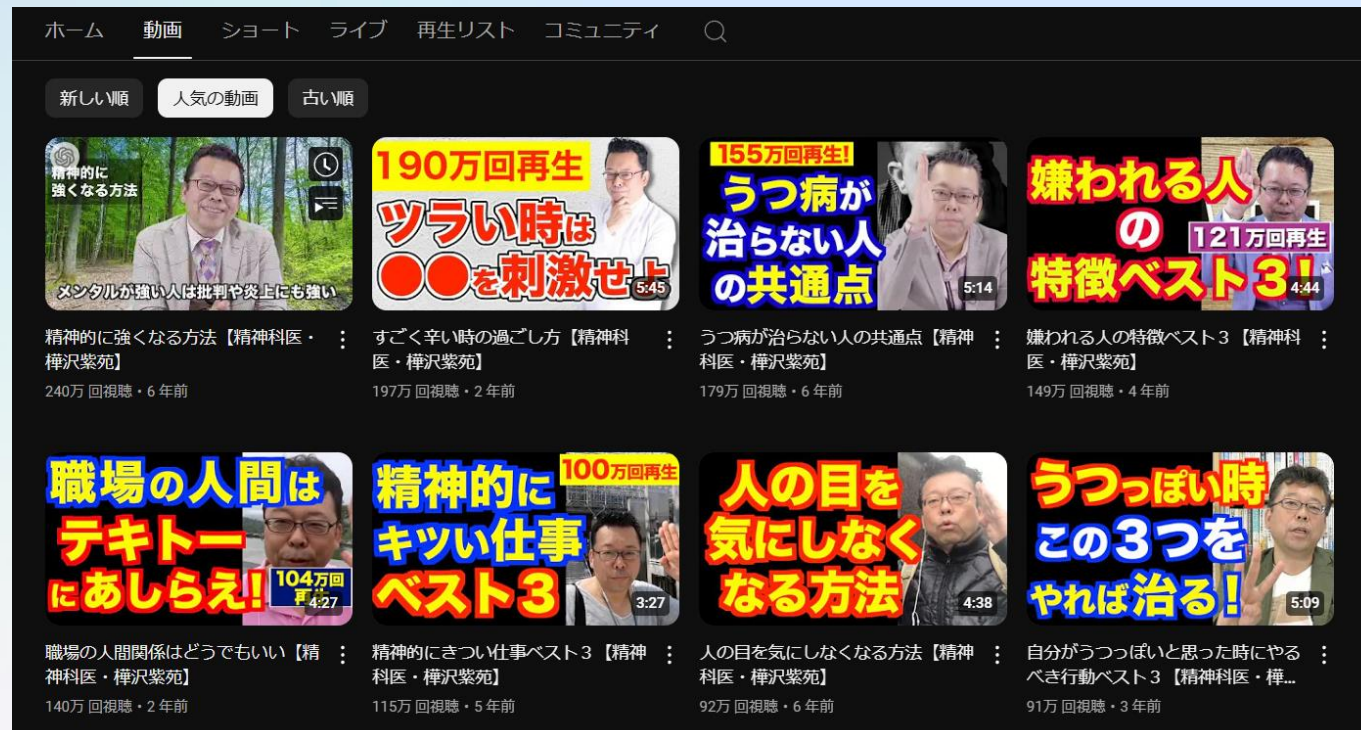 ホーム 動画 ショート ライブ 再生リスト コミュニティ
新しい順 人気の動画 古い順
精神的に
強くなる方法
メンタルが強い人は批判や炎上にも強い
190万回再生
ツラい時は
●●を刺激せよ
5:45
155万回再生!
うつ病が
治らない人
の共通点
5:14
嫌われる人
の
121万回再生
特徴ベスト3!
4:44
精神的に強くなる方法【精神科医・
樺沢紫苑】
240万 回視聴・6 年前
すごく辛い時の過ごし方【精神科
医・樺沢紫苑】
197万 回視聴・2 年前
うつ病が治らない人の共通点【精神
科医・樺沢紫苑】
179万 回視聴・6 年前
嫌われる人の特徴ベスト3【精神科
医・樺沢紫苑】
149万 回視聴・4 年前
職場の人間は
テキトー
にあしらえ!
104万回
再生
4:27
精神的に
100万回再生
キツい仕事
ベスト3
3:27
人の目を
気にしなく
なる方法
4:38
うつっぽい時
この3つを
やれば治る!
5:09
職場の人間関係はどうでもいい【精
神科医・樺沢紫苑】
140万 回視聴・2 年前
精神的にきつい仕事ベスト3【精神
科医・樺沢紫苑】
115万 回視聴・5 年前
人の目を気にしなくなる方法【精神
科医・樺沢紫苑】
92万 回視聴・6 年前
自分がうつっぽいと思った時にやる
べき行動ベスト3【精神科医・樺...
91万 回視聴・3 年前